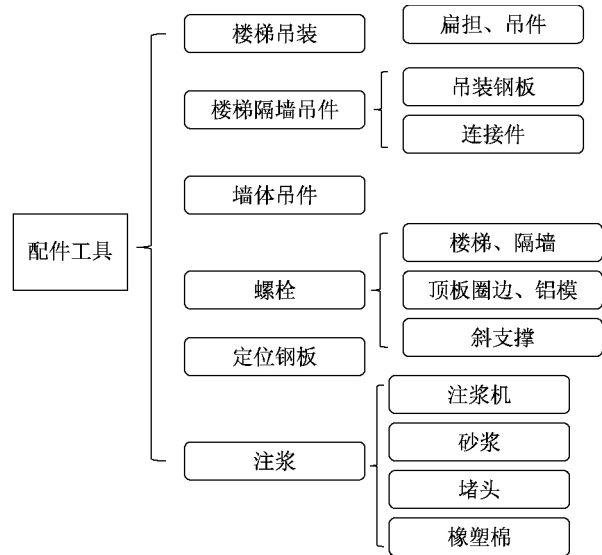 配件工具
楼梯吊装
扁担、吊件
楼梯隔墙吊件
吊装钢板
连接件
墙体吊件
螺栓
楼梯、隔墙
顶板圈边、铝模
斜支撑
定位钢板
注浆
注浆机
砂浆
堵头
橡塑棉